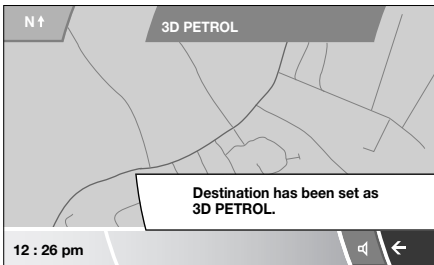 N↑
3D PETROL
Destination has been set as
3D PETROL.
12 : 26 pm